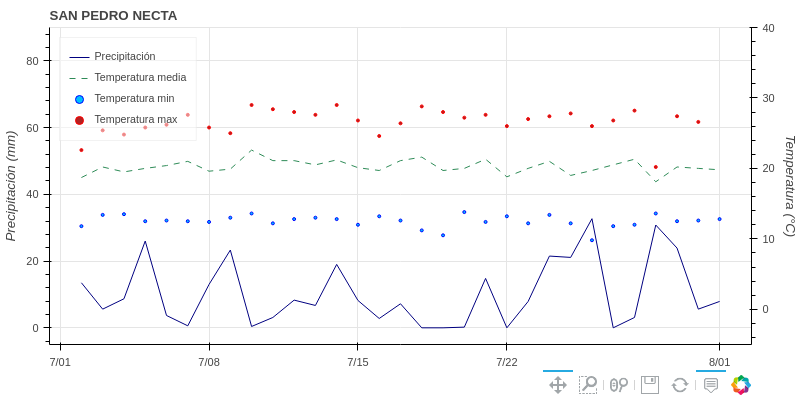 SAN PEDRO NECTA
Precipitación
Temperatura media
Temperatura min
Temperatura max
80
60
40
20
0
Precipitación (mm)
40
30
20
10
0
Temperatura (°C)
7/01
7/08
7/15
7/22
8/01